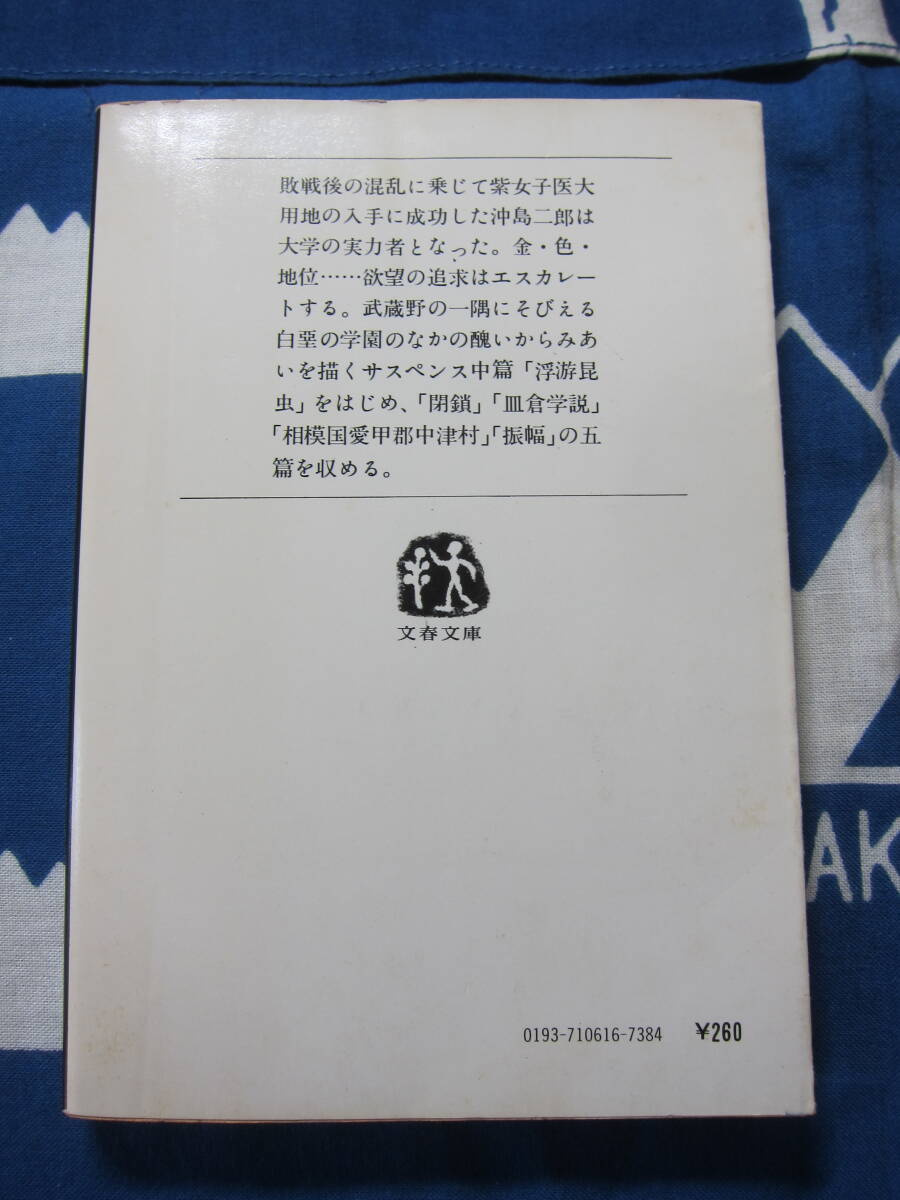 敗戦後の混乱に乗じて紫女子医大
用地の入手に成功した沖島二郎は
大学の実力者となった。金・色・
地位……欲望の追求はエスカレー
トする。武蔵野の一隅にそびえる
白堊の学園のなかの醜いからみあ
いを描くサスペンス中篇「浮游昆
虫」をはじめ、「閉鎖」「皿倉学説」
「相模国愛甲郡中津村」「振幅」の五
篇を収める。
文春文庫
AK
0193-710616-7384 ¥260